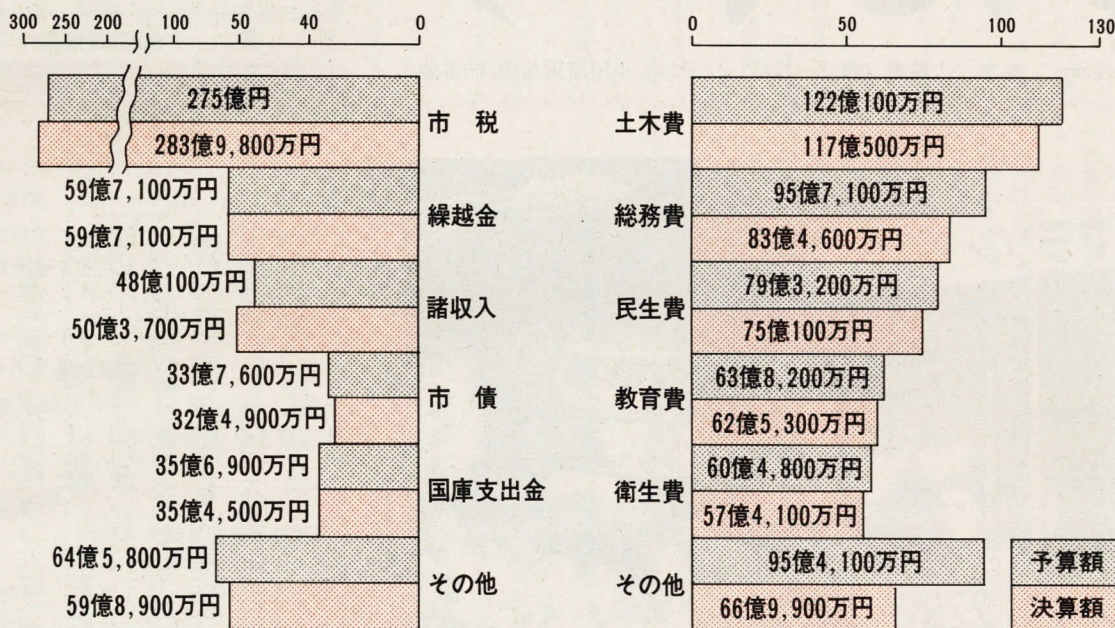 300 250 200 100 50 40 0
0 50 100 130
275億円
283億9,800万円
市税
59億7,100万円
59億7,100万円
繰越金
48億100万円
50億3,700万円
諸収入
33億7,600万円
32億4,900万円
市債
35億6,900万円
35億4,500万円
国庫支出金
64億5,800万円
59億8,900万円
その他
土木費
122億100万円
117億500万円
総務費
95億7,100万円
83億4,600万円
民生費
79億3,200万円
75億100万円
教育費
63億8,200万円
62億5,300万円
衛生費
60億4,800万円
57億4,100万円
その他
95億4,100万円
66億9,900万円
予算額
決算額